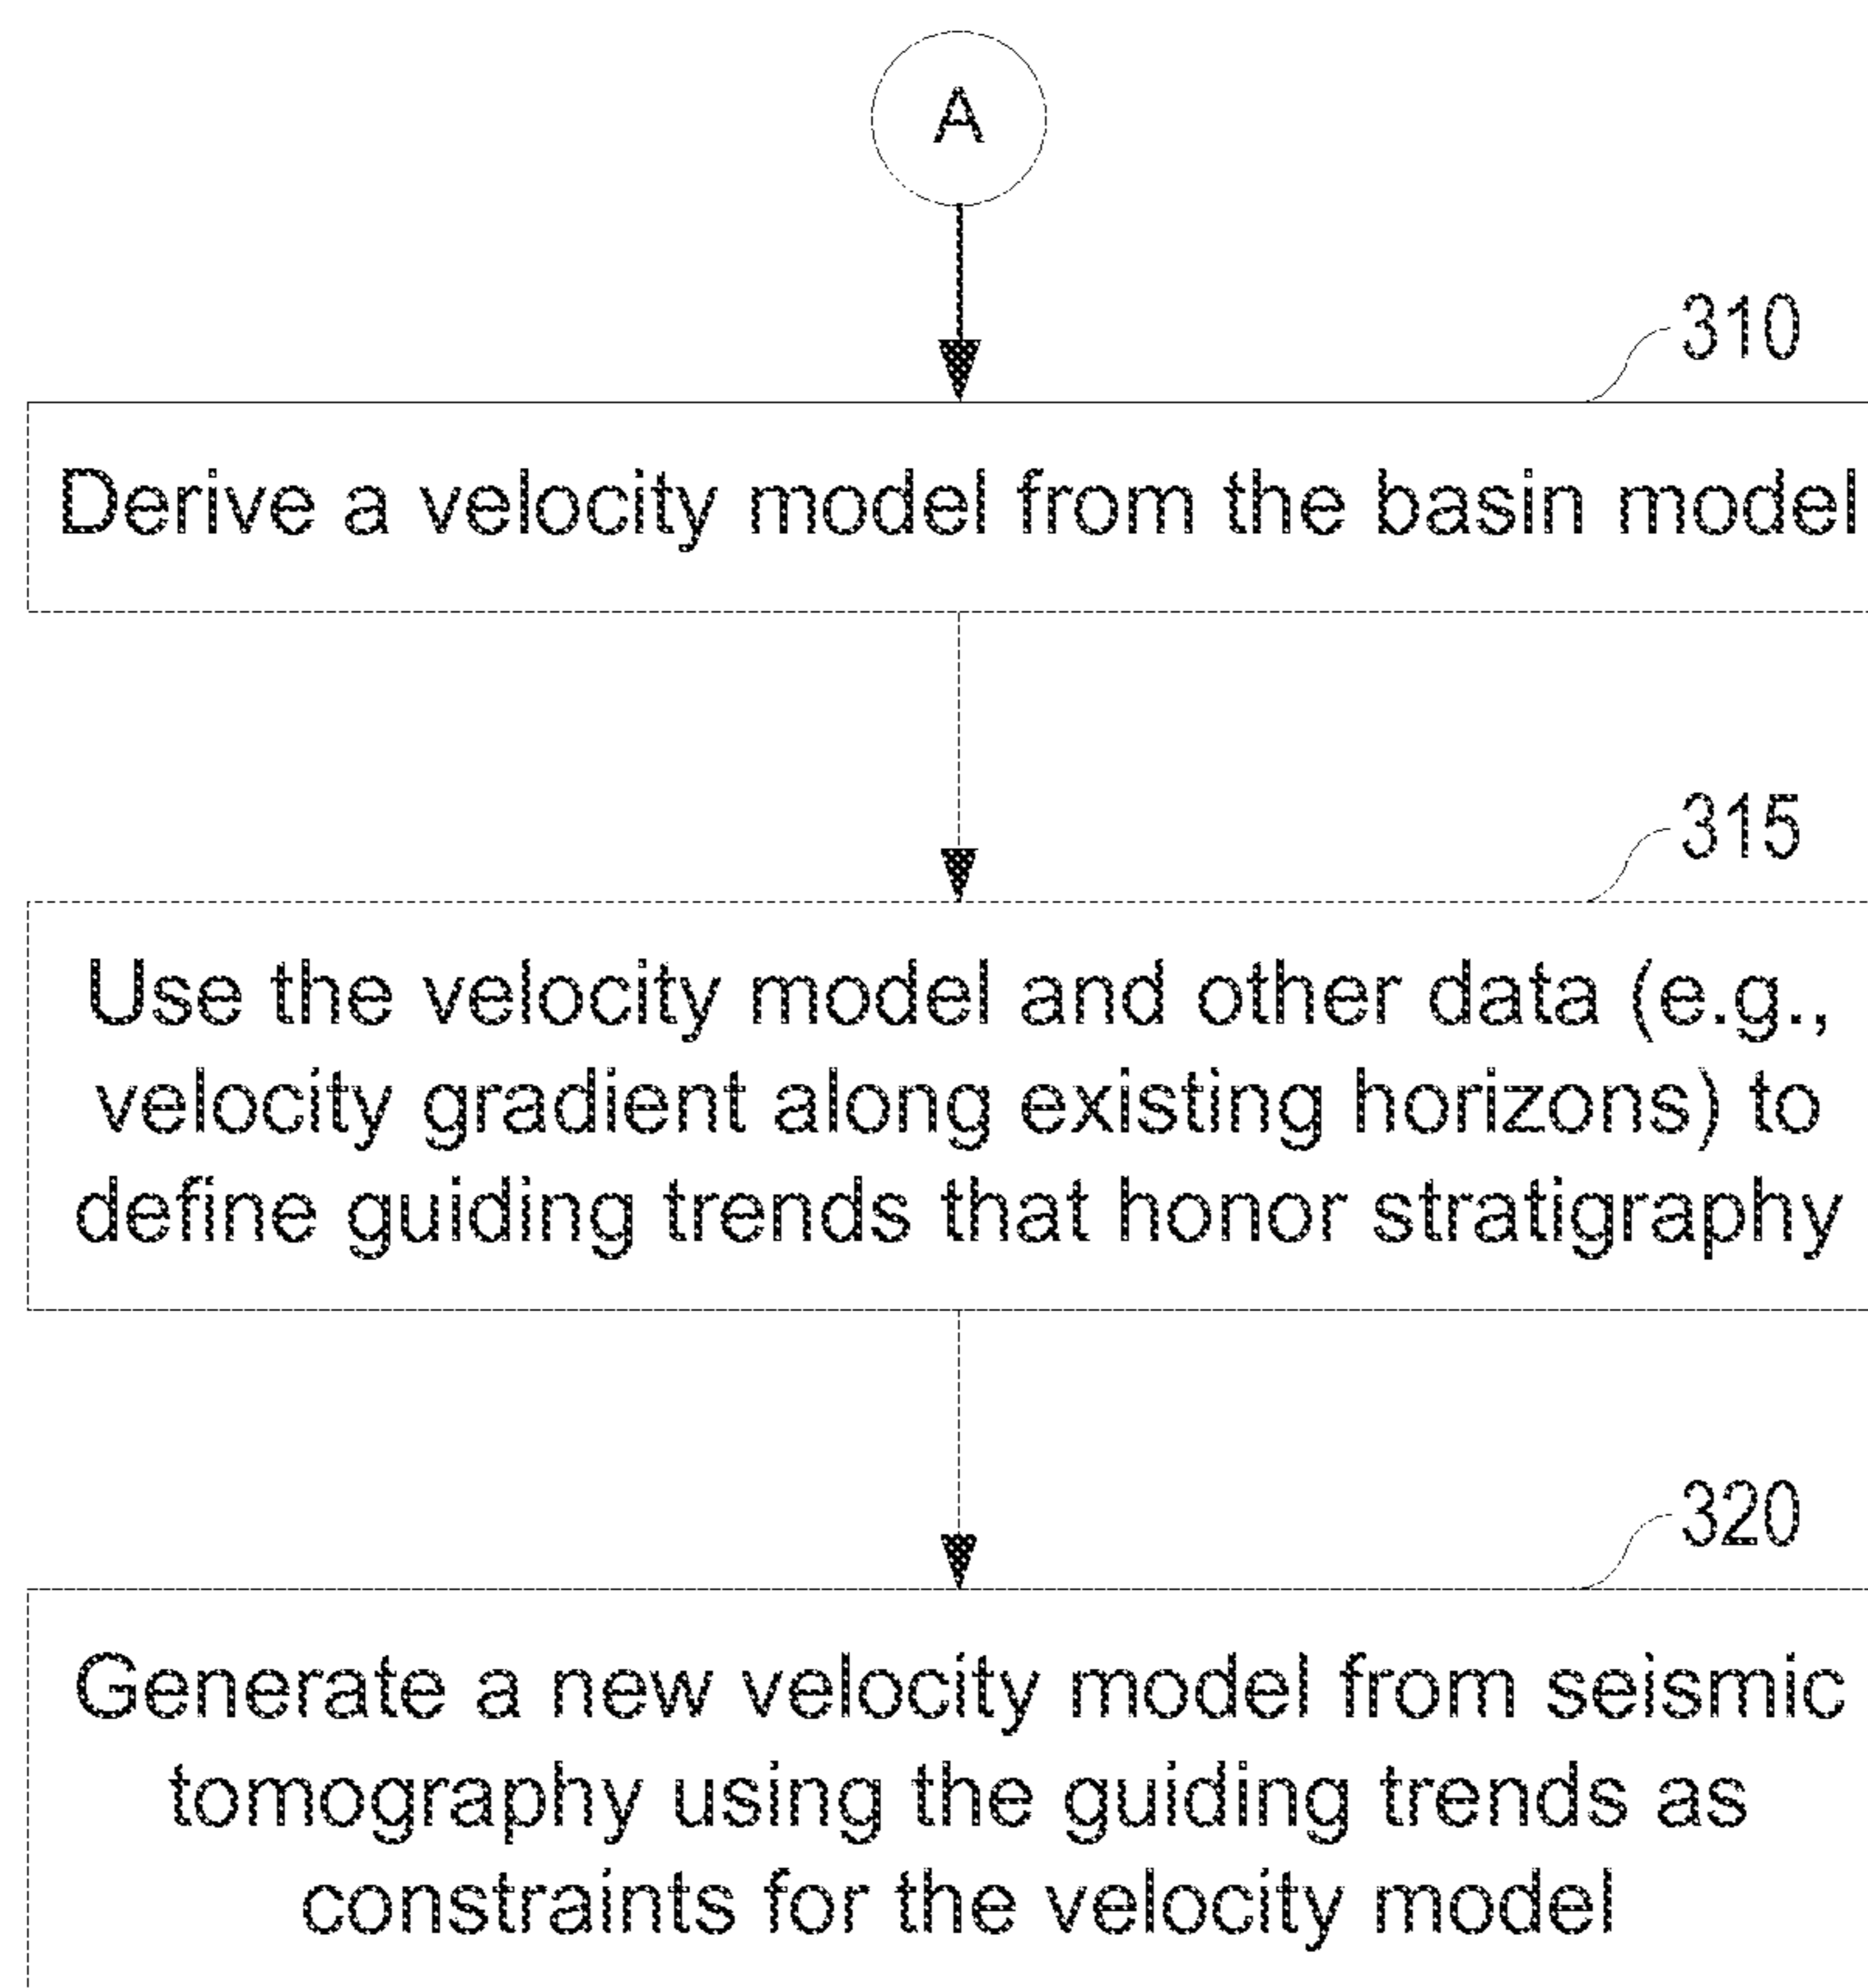 A
310
Derive a velocity model from the basin model
315
Use the velocity model and other data (e.g.,
velocity gradient along existing horizons) to
define guiding trends that honor stratigraphy
320
Generate a new velocity model from seismic
tomography using the guiding trends as
constraints for the velocity model